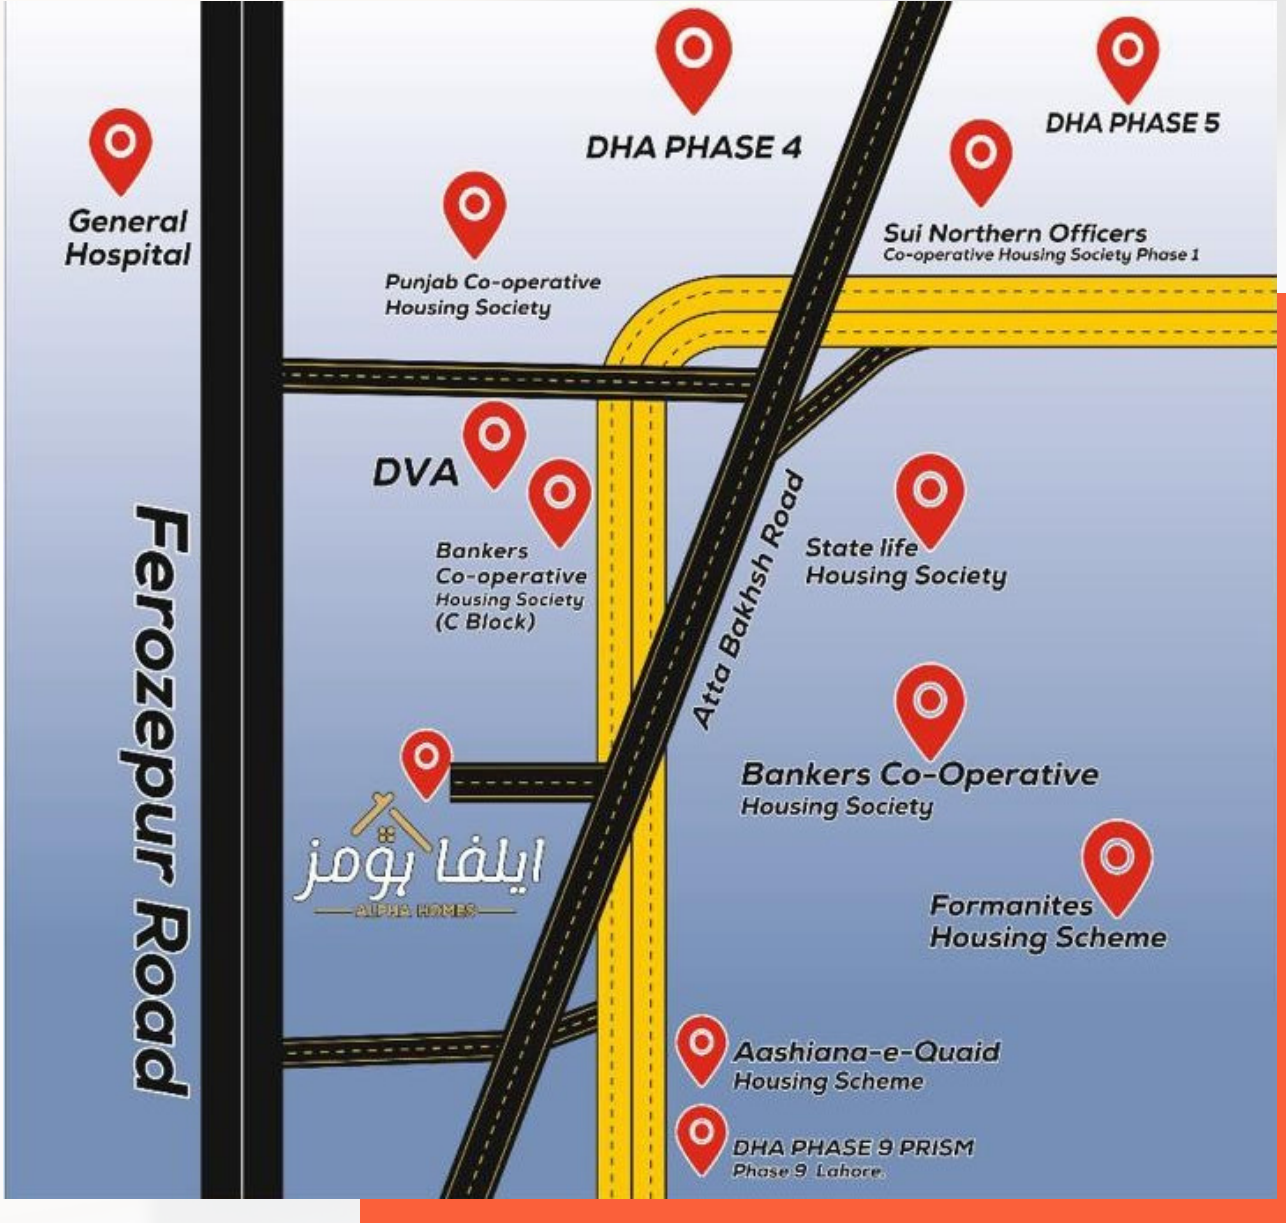 DHA PHASE 4
DHA PHASE 5
General
Hospital
Sui Northern Officers
Co-operative Housing Society Phase 1
Punjab Co-operative
Housing Society
DVA
Bankers
Co-operative
Housing Society
(C Block)
Atta Bakhsh Road
State life
Housing Society
Ferozepur Road
Bankers Co-Operative
Housing Society
ایلفا ہومز
ALPHA HOMES
Formanites
Housing Scheme
Aashiana-e-Quaid
Housing Scheme
DHA PHASE 9 PRISM
Phase 9 Lahore.